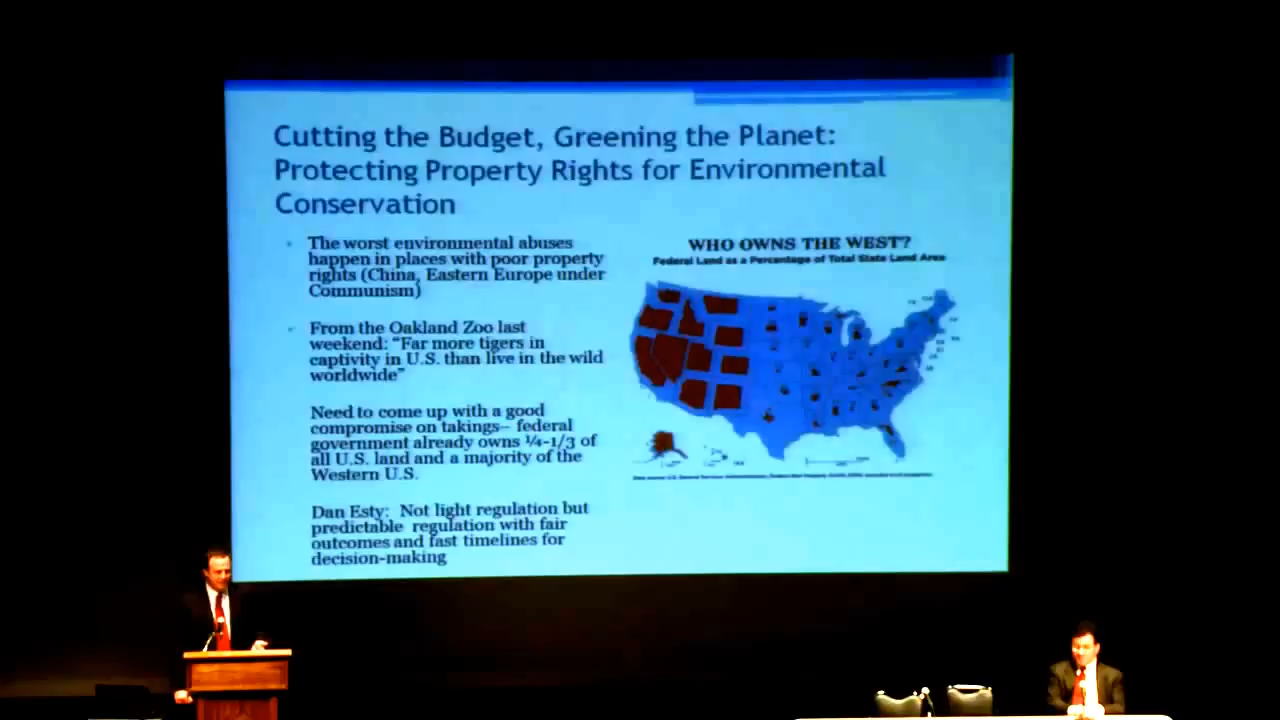 Cutting the Budget, Greening the Planet:
Protecting Property Rights for Environmental
Conservation
The worst environmental abuses
happen in places with poor property
rights (China, Eastern Europe under
Communism)
From the Oakland Zoo last
weekend: “Far more tigers in
captivity in U.S. than live in the wild
worldwide”
Need to come up with a good
compromise on takings– federal
government already owns ¼-1/3 of
all U.S. land and a majority of the
Western U.S.
Dan Esty: Not light regulation but
predictable regulation with fair
outcomes and fast timelines for
decision-making
WHO OWNS THE WEST?
Federal Land as a Percentage of Total State Land Area